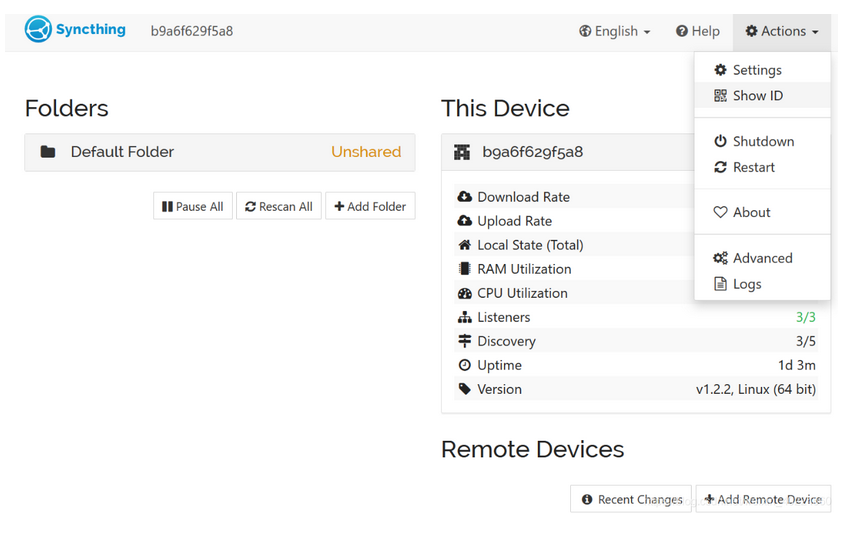 Syncthing b9a6f629f5a8 English Help Actions
Settings
Show ID
Shutdown
Restart
About
Advanced
Logs
Folders
Default Folder Unshared
Pause All Rescan All Add Folder
This Device
b9a6f629f5a8
Download Rate
Upload Rate
Local State (Total)
RAM Utilization
CPU Utilization
Listeners 3/3
Discovery 3/5
Uptime 1d 3m
Version v1.2.2, Linux (64 bit)
Remote Devices
Recent Changes Add Remote Device